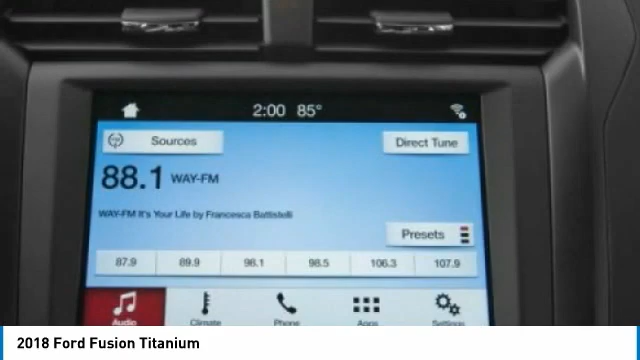 2:00 85°
Sources Direct Tune
88.1 WAY-FM
WAY-FM It's Your Life by Francesca Battistelli
Presets
87.9 89.9 98.1 98.5 106.3 107.9
Audio Climate Phone Apps Settings
2018 Ford Fusion Titanium